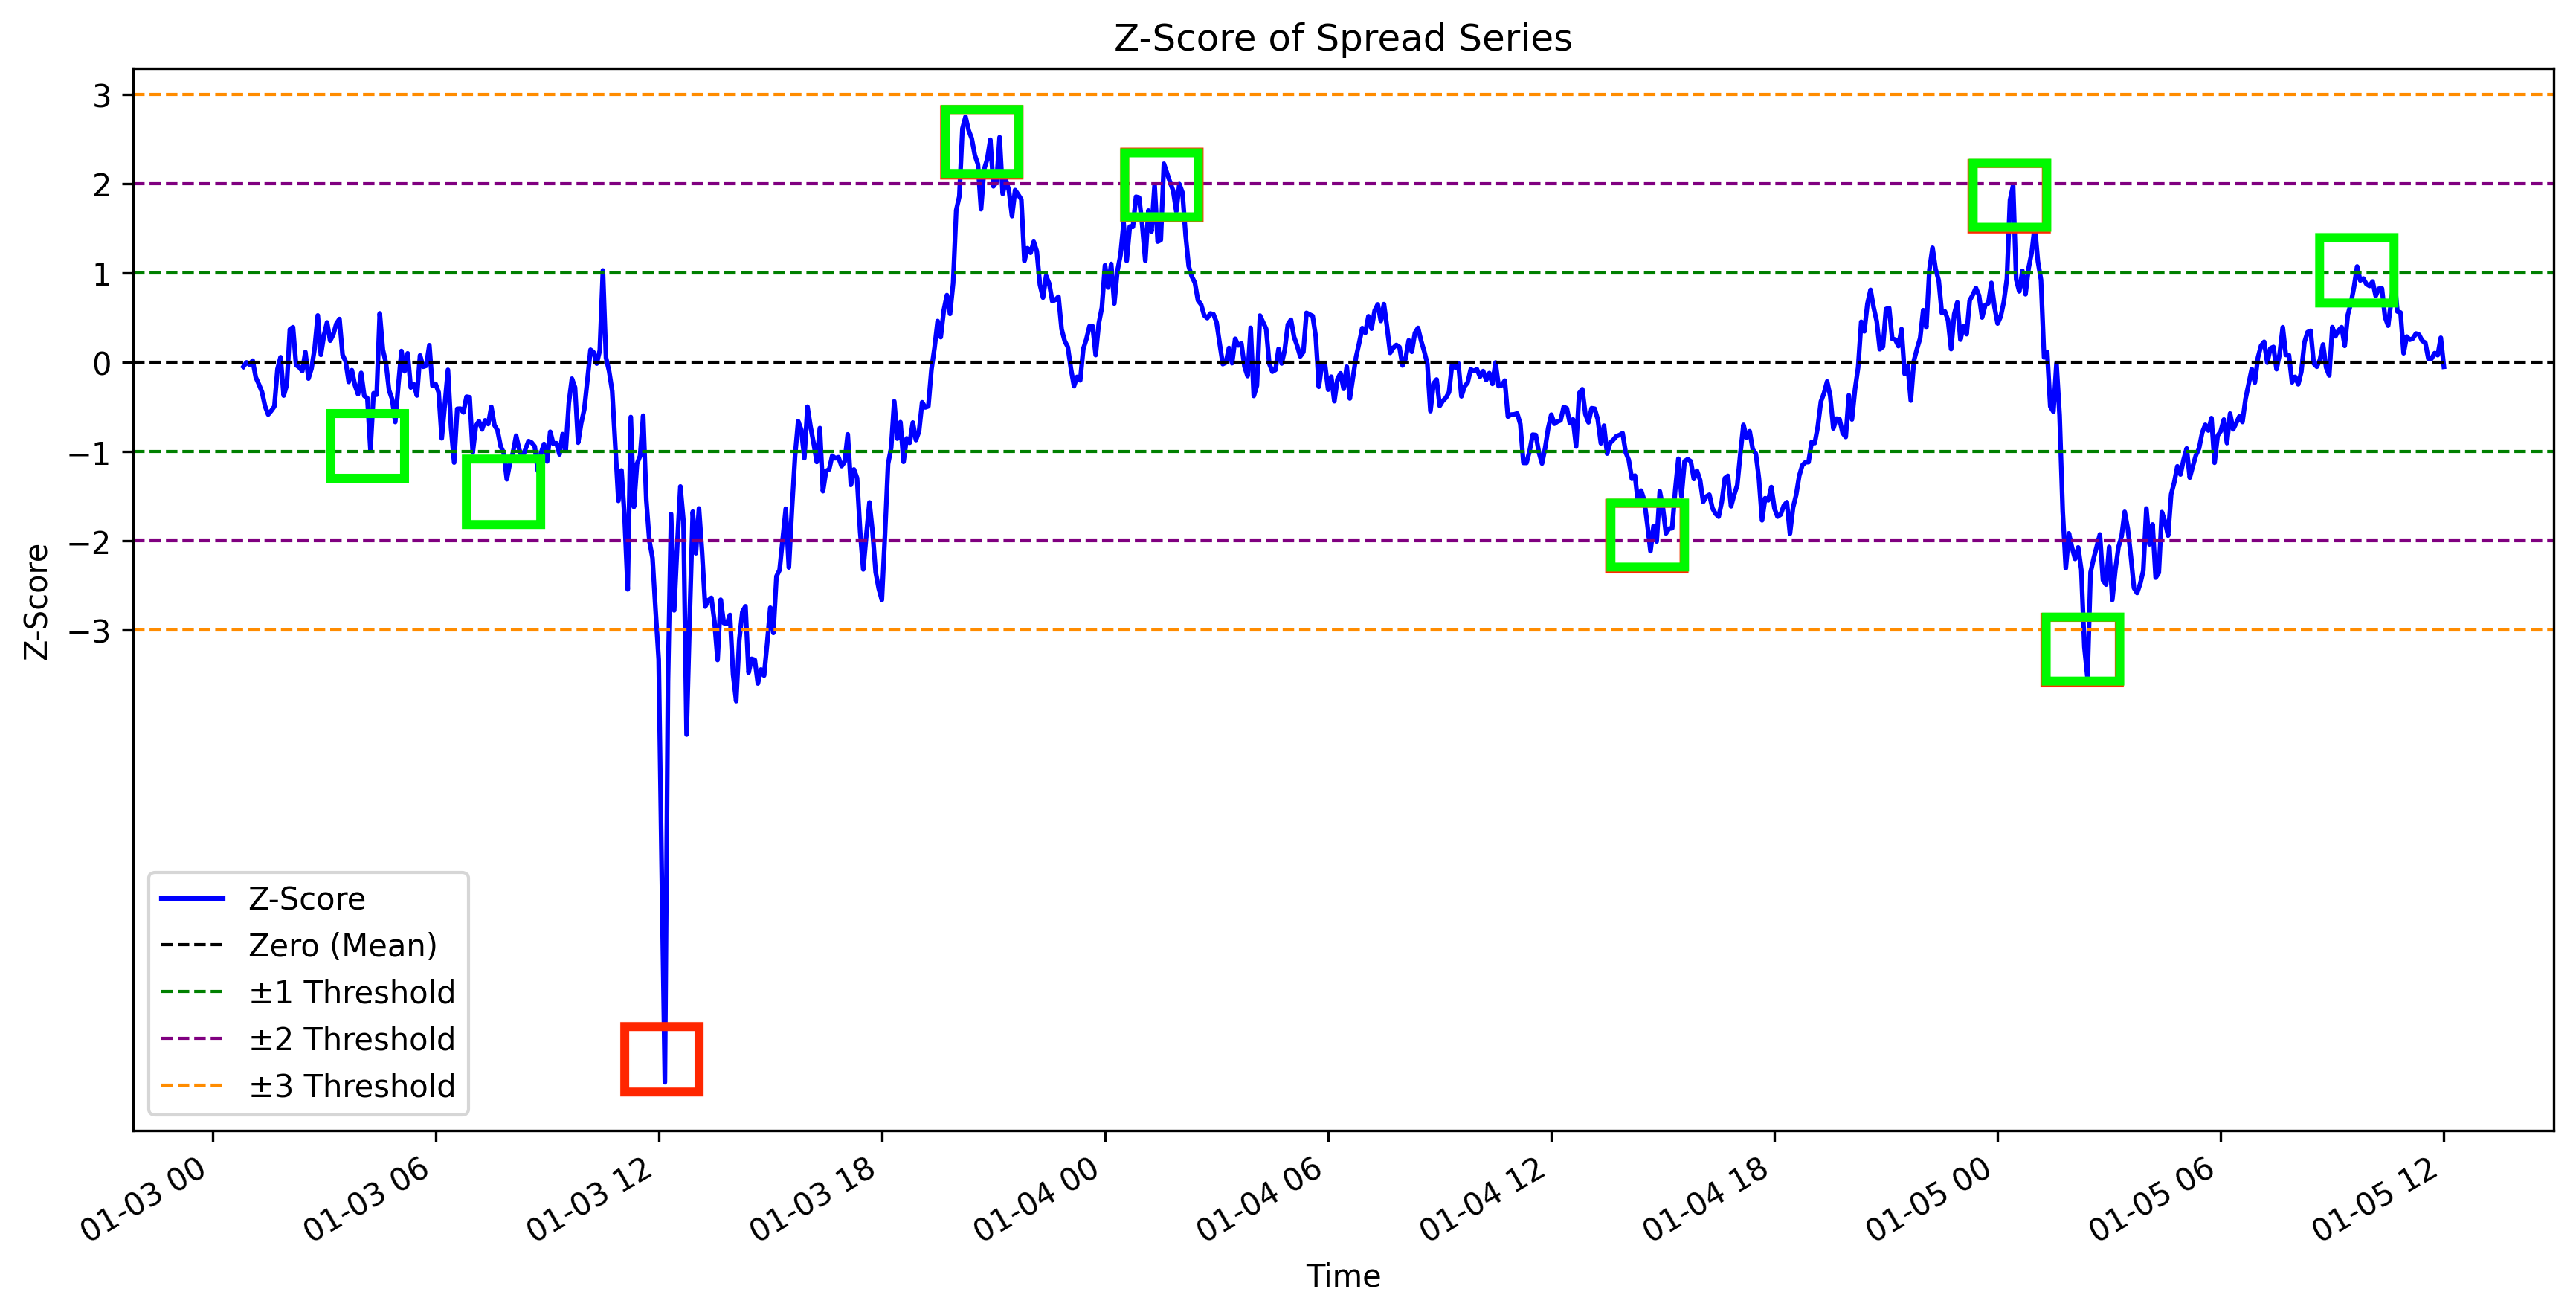 Z-Score of Spread Series
3
2
1
0
−1
−2
−3
Z-Score
Z-Score
Zero (Mean)
±1 Threshold
±2 Threshold
±3 Threshold
01-03 00
01-03 06
01-03 12
01-03 18
01-04 00
01-04 06
01-04 12
01-04 18
01-05 00
01-05 06
01-05 12
Time